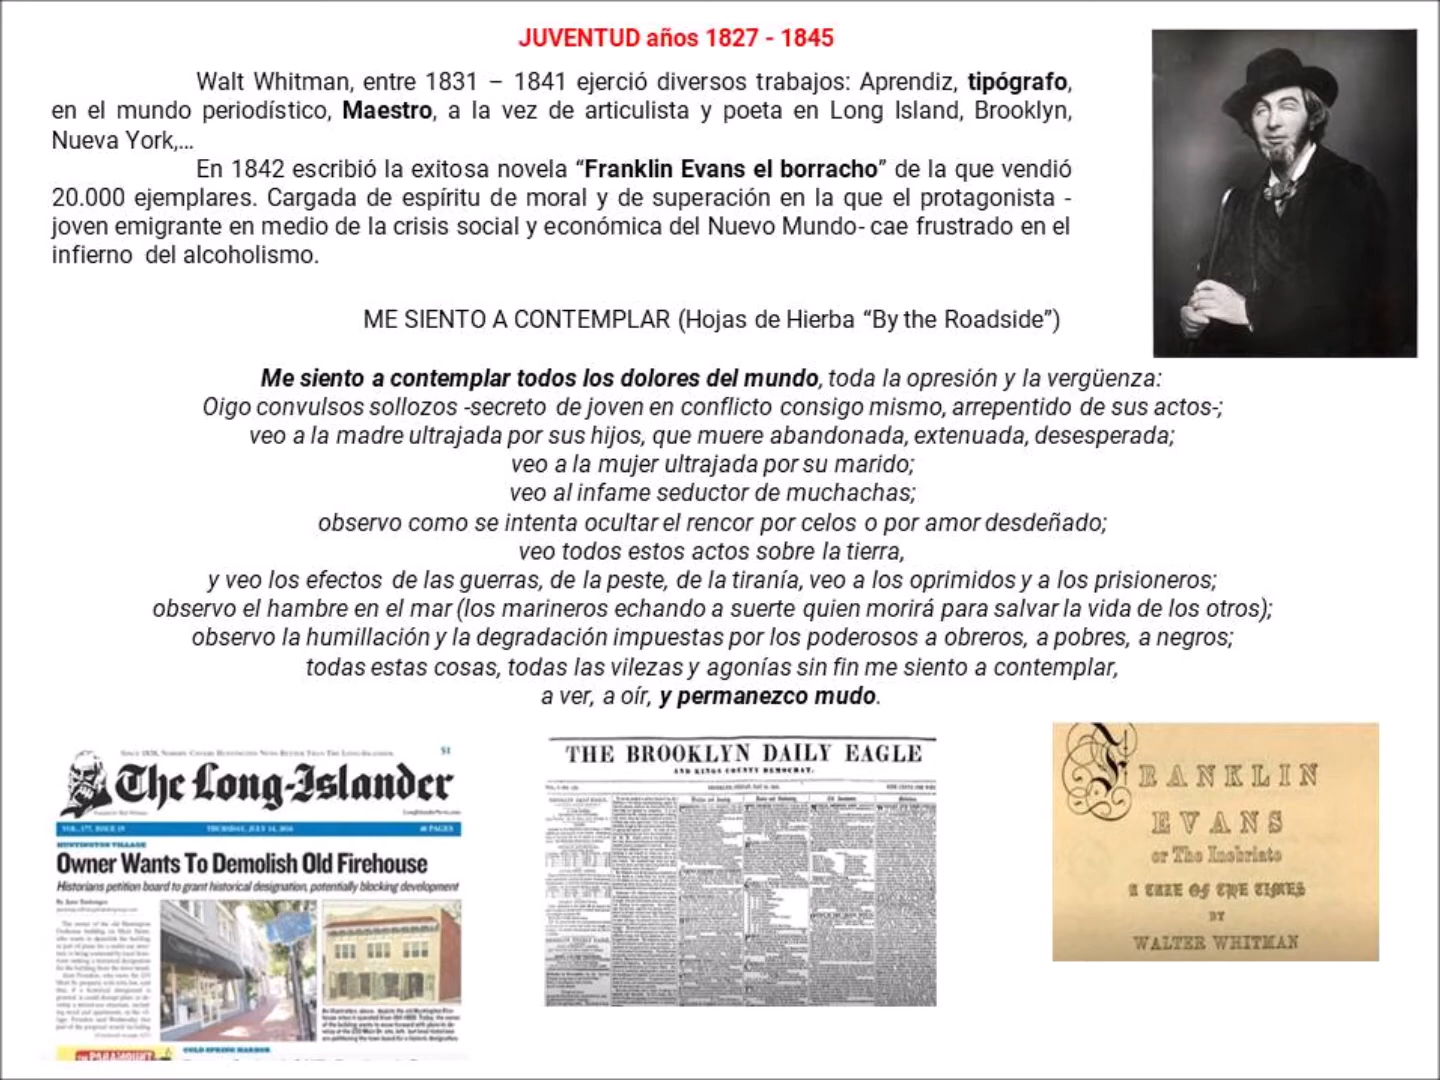 JUVENTUD años 1827 - 1845
Walt Whitman, entre 1831 – 1841 ejerció diversos trabajos: Aprendiz, tipógrafo,
en el mundo periodístico, Maestro, a la vez de articulista y poeta en Long Island, Brooklyn,
Nueva York,...
En 1842 escribió la exitosa novela “Franklin Evans el borracho” de la que vendió
20.000 ejemplares. Cargada de espíritu de moral y de superación en la que el protagonista -
joven emigrante en medio de la crisis social y económica del Nuevo Mundo- cae frustrado en el
infierno del alcoholismo.
ME SIENTO A CONTEMPLAR (Hojas de Hierba “By the Roadside”)
Me siento a contemplar todos los dolores del mundo, toda la opresión y la vergüenza:
Oigo convulsos sollozos -secreto de joven en conflicto consigo mismo, arrepentido de sus actos-;
veo a la madre ultrajada por sus hijos, que muere abandonada, extenuada, desesperada;
veo a la mujer ultrajada por su marido;
veo al infame seductor de muchachas;
observo como se intenta ocultar el rencor por celos o por amor desdeñado;
veo todos estos actos sobre la tierra,
y veo los efectos de las guerras, de la peste, de la tiranía, veo a los oprimidos y a los prisioneros;
observo el hambre en el mar (los marineros echando a suerte quien morirá para salvar la vida de los otros);
observo la humillación y la degradación impuestas por los poderosos a obreros, a pobres, a negros;
todas estas cosas, todas las vilezas y agonías sin fin me siento a contemplar,
a ver, a oír, y permanezco mudo.
$1
The Long-Islander
LongIslanderNews.com
VOL. 177, ISSUE 19 THURSDAY, JULY 14, 2016 40 PAGES
HUNTINGTON VILLAGE
Owner Wants To Demolish Old Firehouse
Historians petition board to grant historical designation, potentially blocking development
PARAMOUNT
COLD SPRING HARBOR
THE BROOKLYN DAILY EAGLE
AND KINGS COUNTY DEMOCRAT.
FRANKLIN
EVANS
or The Inebriate
A TALE OF THE TIMES
BY
WALTER WHITMAN